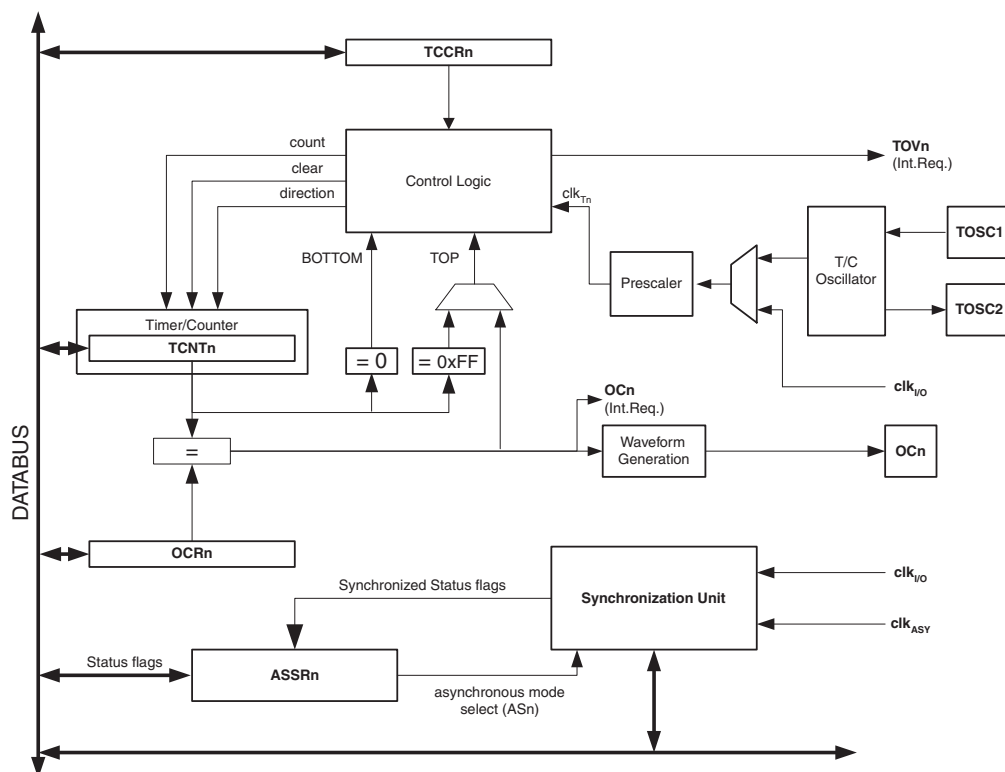 TCCRn
count
clear
direction
Control Logic
TOVn
(Int.Req.)
clkTn
TOSC1
T/C
Oscillator
BOTTOM
TOP
Prescaler
TOSC2
Timer/Counter
TCNTn
= 0
= 0xFF
clkI/O
OCn
(Int.Req.)
=
Waveform
Generation
OCn
DATABUS
OCRn
clkI/O
Synchronized Status flags
Synchronization Unit
clkASY
Status flags
ASSRn
asynchronous mode
select (ASn)